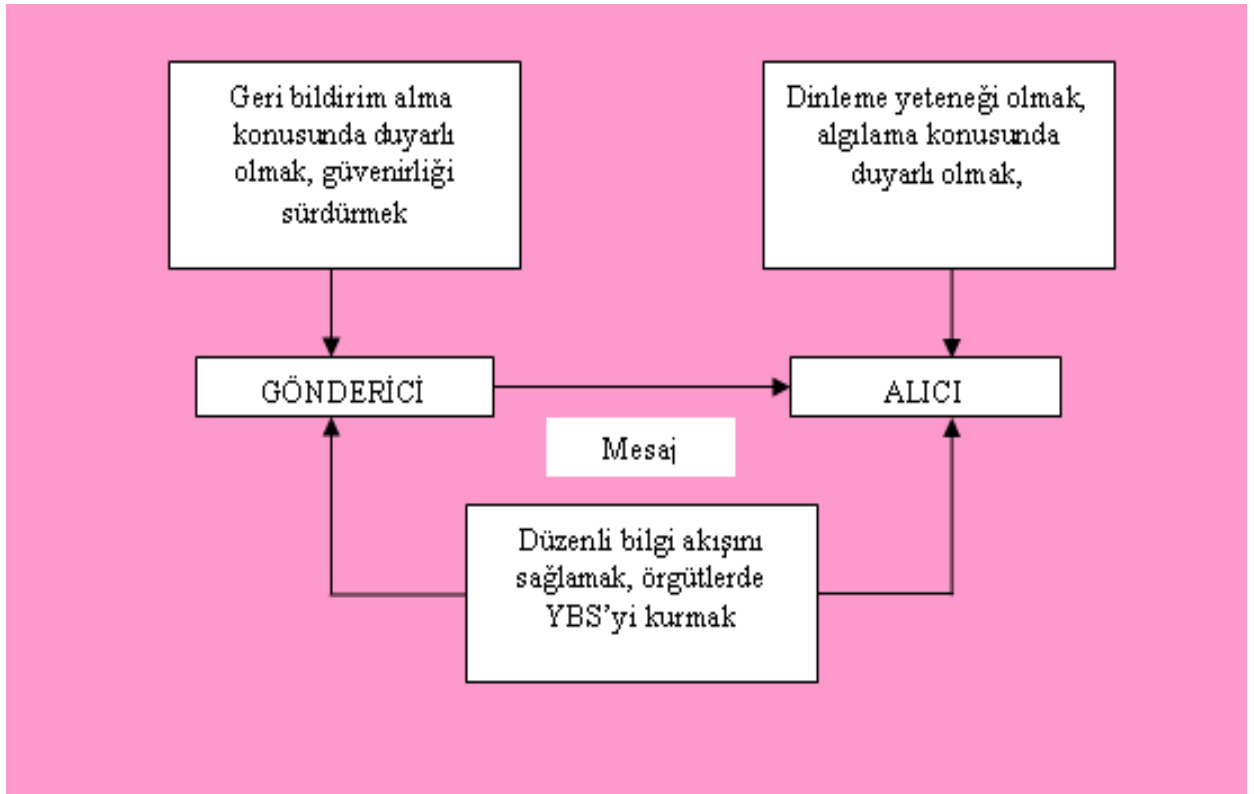 Geri bildirim alma
konusunda duyarlı
olmak, güvenirliği
sürdürmek
Dinleme yeteneği olmak,
algılama konusunda
duyarlı olmak,
GÖNDERİCİ
ALICI
Mesaj
Düzenli bilgi akışını
sağlamak, örgütlerde
YBS’yi kurmak